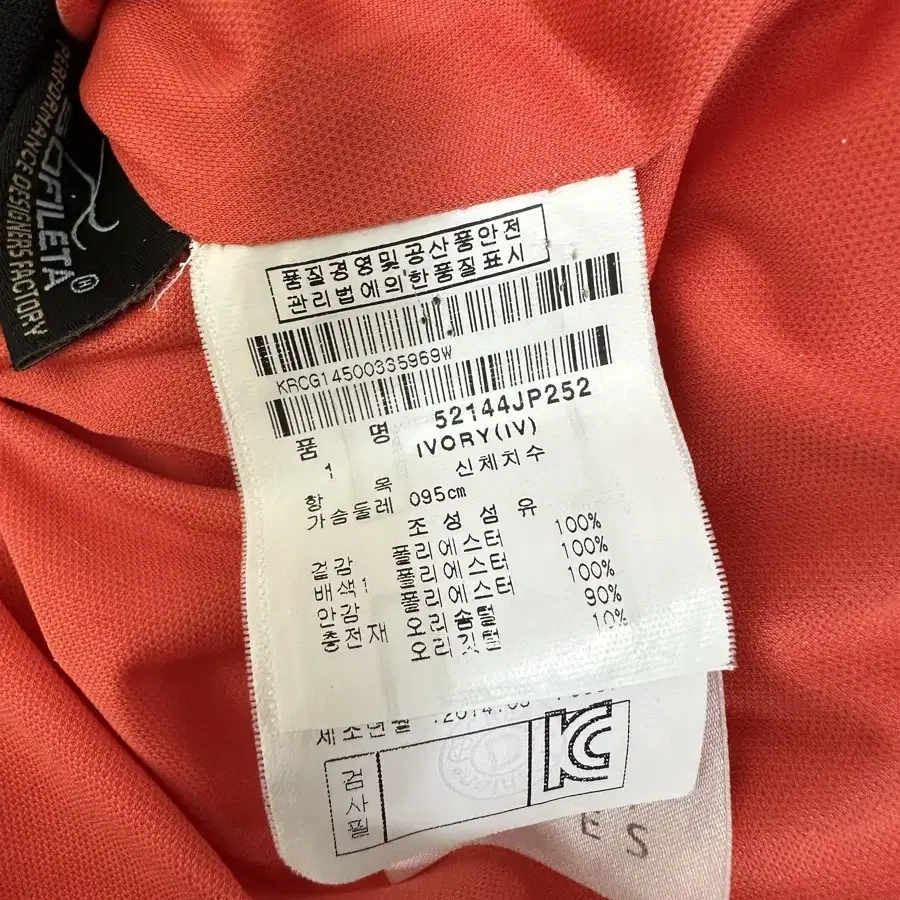 OFILETA®
PERFORMANCE DESIGNERS FACTORY
품질경영및공산품안전
관리법에의한품질표시
KRCG14500335969W
52144JP252
품 명 IVORY(IV)
1 신체치수
항 목
가슴둘레 095cm
조 성 섬 유
겉감 폴리에스터 100%
배색1 폴리에스터 100%
안감 폴리에스터 100%
충전재 오리솜털 90%
오리깃털 10%
제조년월
검사필
KC
E S